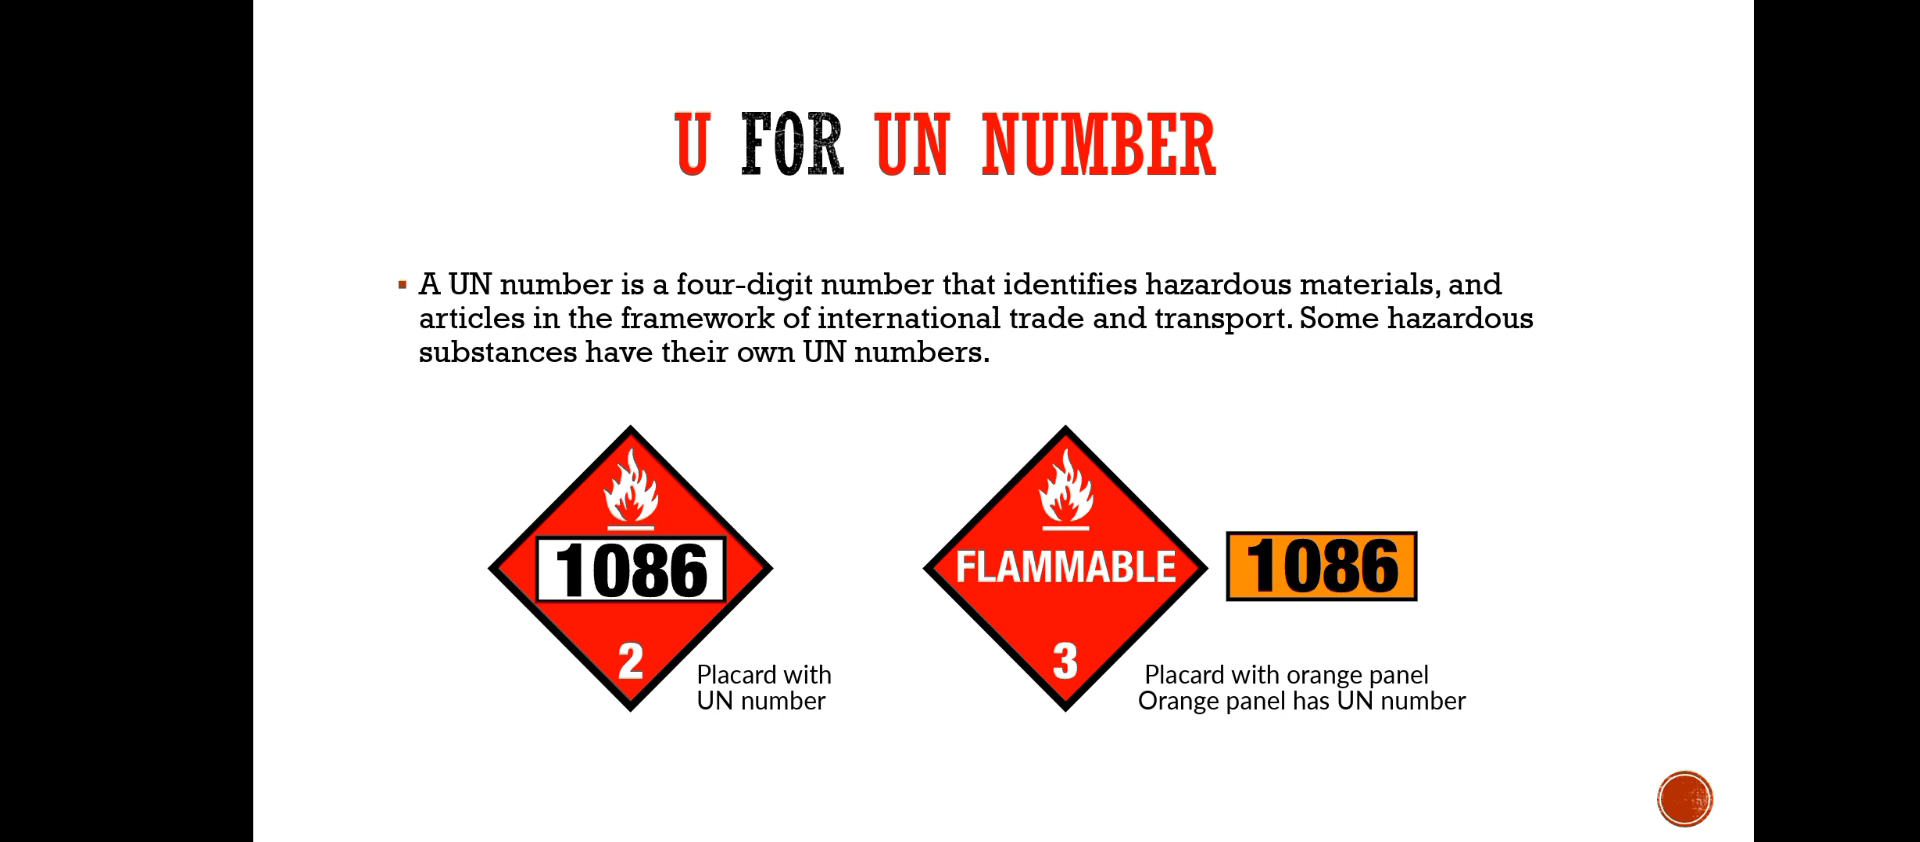 U FOR UN NUMBER
A UN number is a four-digit number that identifies hazardous materials, and
articles in the framework of international trade and transport. Some hazardous
substances have their own UN numbers.
1086
2
Placard with
UN number
FLAMMABLE
3
1086
Placard with orange panel
Orange panel has UN number